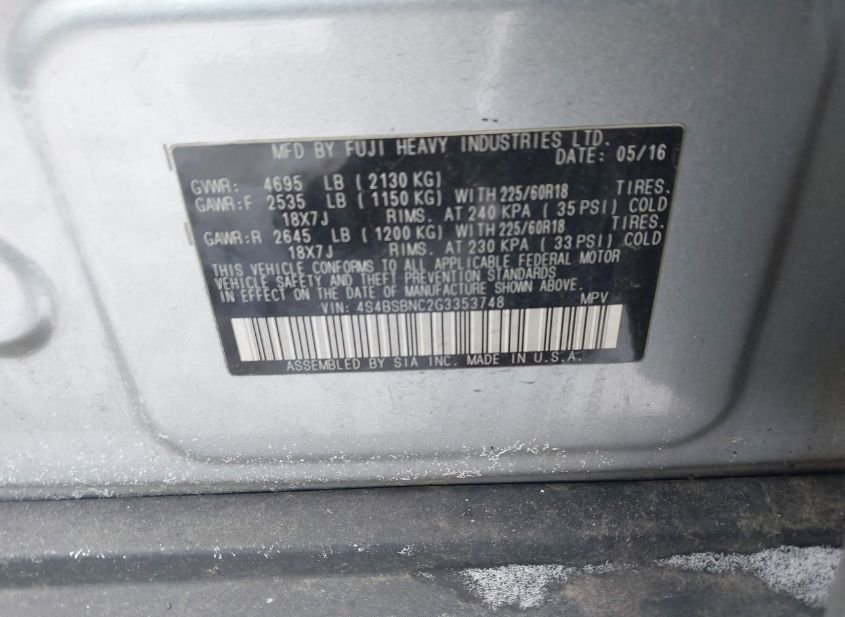 MFD BY FUJI HEAVY INDUSTRIES LTD.
DATE: 05/16
GVWR: 4695 LB ( 2130 KG)
GAWR:F 2535 LB ( 1150 KG) WITH 225/60R18 TIRES.
18X7J RIMS. AT 240 KPA ( 35 PSI) COLD
GAWR:R 2645 LB ( 1200 KG) WITH 225/60R18 TIRES.
18X7J RIMS. AT 230 KPA ( 33 PSI) COLD
THIS VEHICLE CONFORMS TO ALL APPLICABLE FEDERAL MOTOR
VEHICLE SAFETY AND THEFT PREVENTION STANDARDS
IN EFFECT ON THE DATE OF MANUFACTURE SHOWN ABOVE.
VIN: 4S4BSBNC2G3353748 MPV
ASSEMBLED BY SIA INC. MADE IN U.S.A.